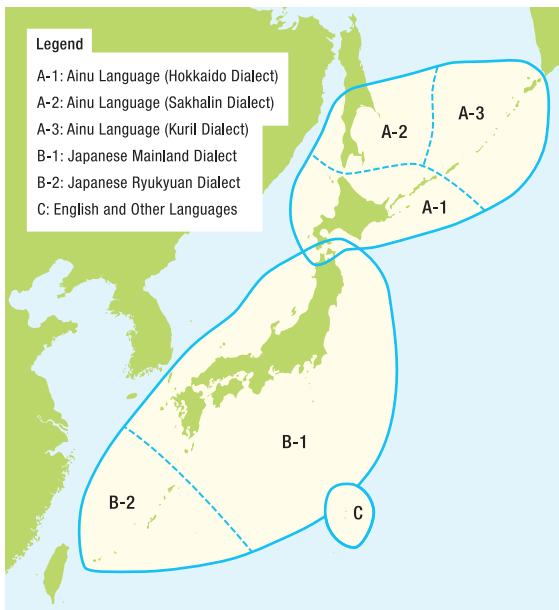 Legend
A-1: Ainu Language (Hokkaido Dialect)
A-2: Ainu Language (Sakhalin Dialect)
A-3: Ainu Language (Kuril Dialect)
B-1: Japanese Mainland Dialect
B-2: Japanese Ryukyuan Dialect
C: English and Other Languages
A-3
A-2
A-1
B-1
B-2
C